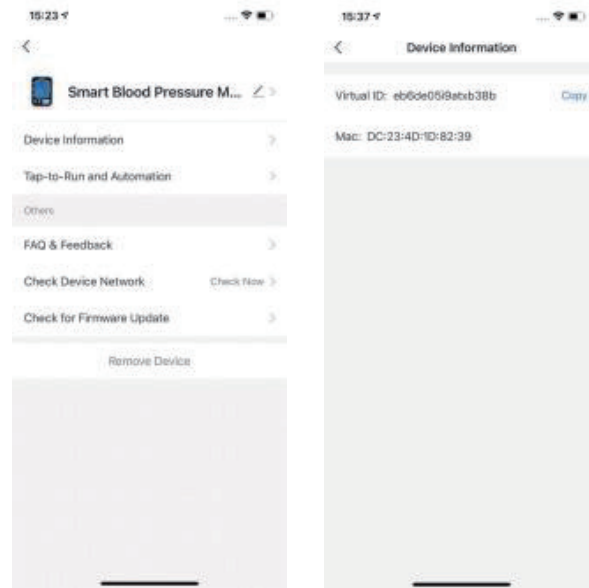 15:23
Smart Blood Pressure M...
Device Information
Tap-to-Run and Automation
Others
FAQ & Feedback
Check Device Network Check Now
Check for Firmware Update
Remove Device
15:37
Device Information
Virtual ID: Copy
Mac: DC:23:4D:1D:82:39